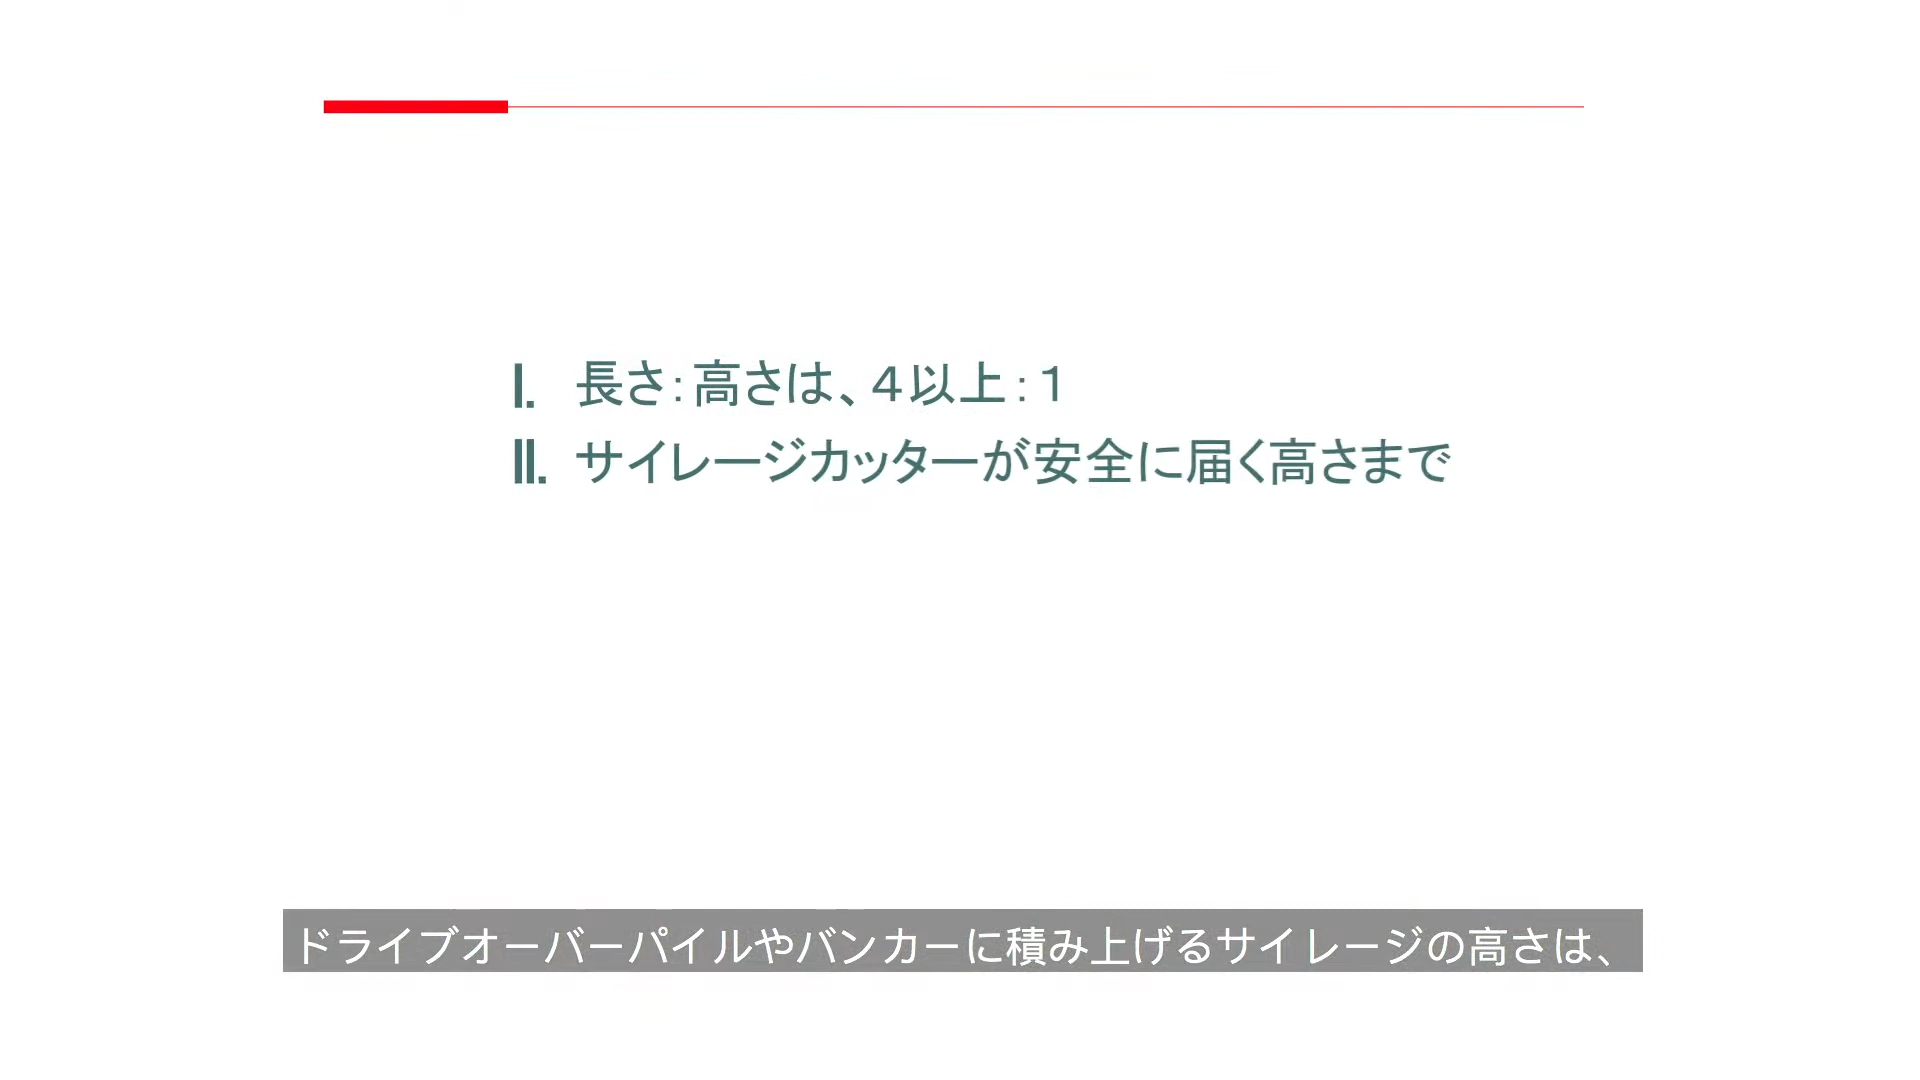 I. 長さ：高さは、４以上：１
II. サイレージカッターが安全に届く高さまで
ドライブオーバーパイルやバンカーに積み上げるサイレージの高さは、